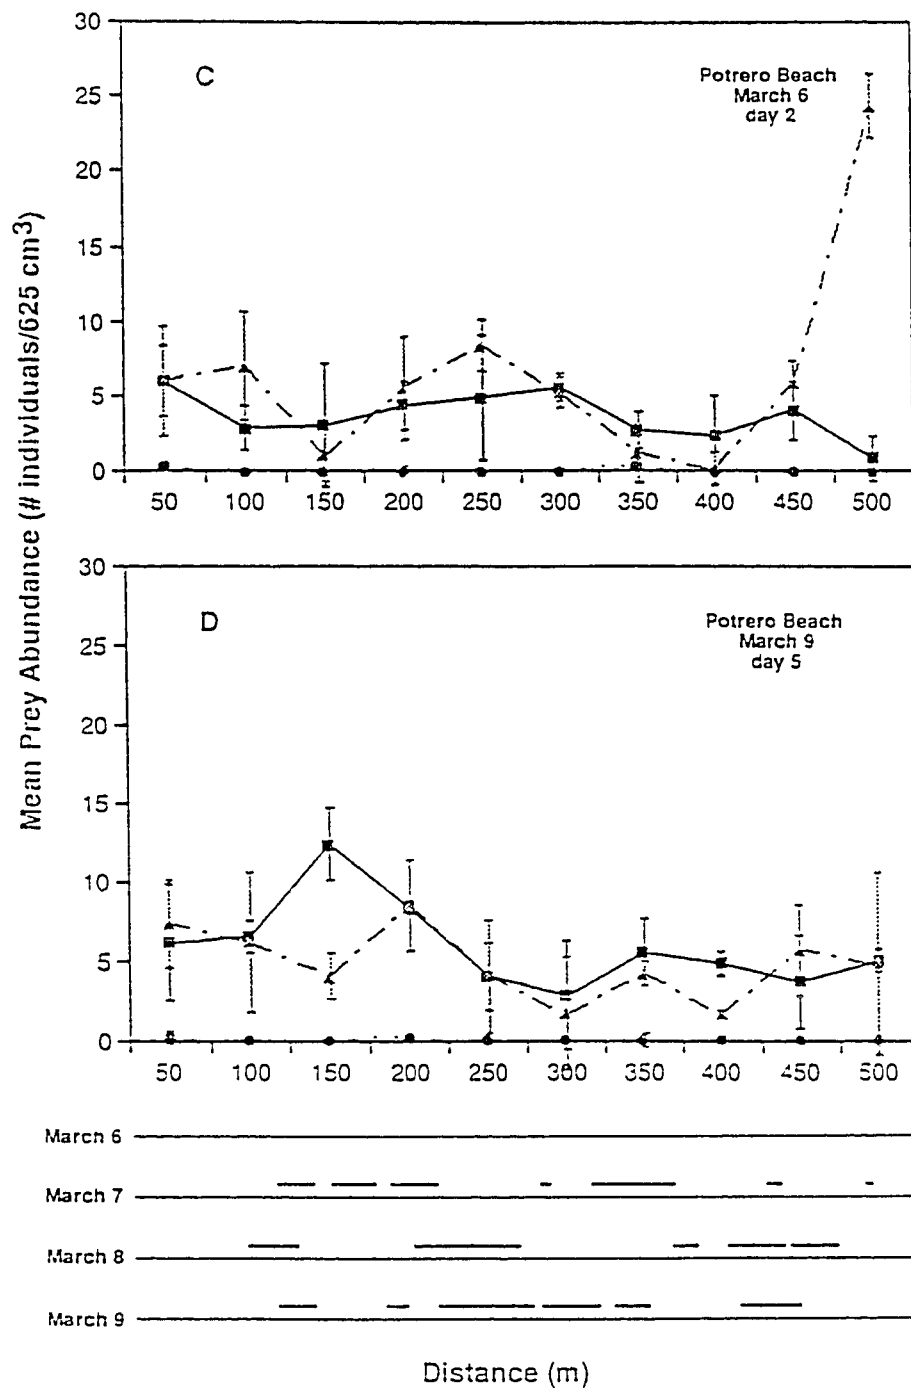 Mean Prey Abundance (# individuals/625 cm³)
30
25
20
15
10
5
0
C
Potrero Beach
March 6
day 2
50 100 150 200 250 300 350 400 450 500
30
25
20
15
10
5
0
D
Potrero Beach
March 9
day 5
50 100 150 200 250 300 350 400 450 500
March 6
March 7
March 8
March 9
Distance (m)